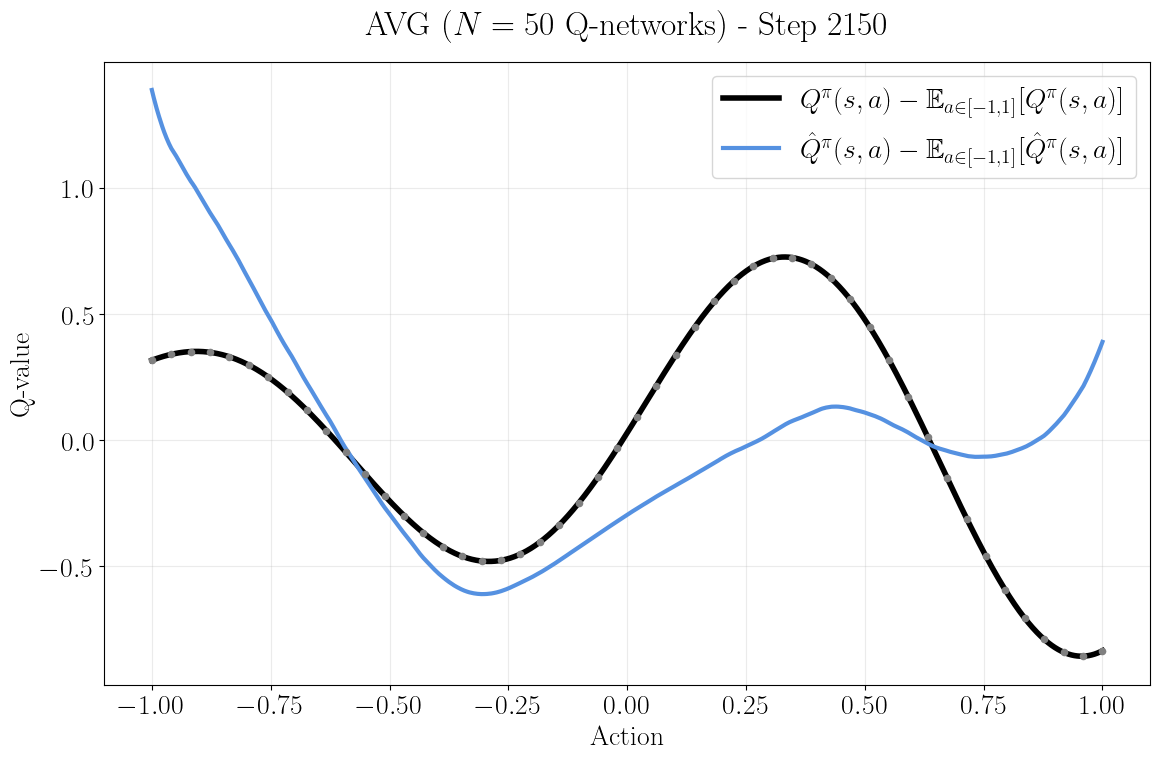 AVG (N = 50 Q-networks) - Step 2150
Q^π(s, a) − 𝔼_{a∈[−1,1]}[Q^π(s, a)]
Q̂^π(s, a) − 𝔼_{a∈[−1,1]}[Q̂^π(s, a)]
Q-value
1.0
0.5
0.0
−0.5
−1.00 −0.75 −0.50 −0.25 0.00 0.25 0.50 0.75 1.00
Action